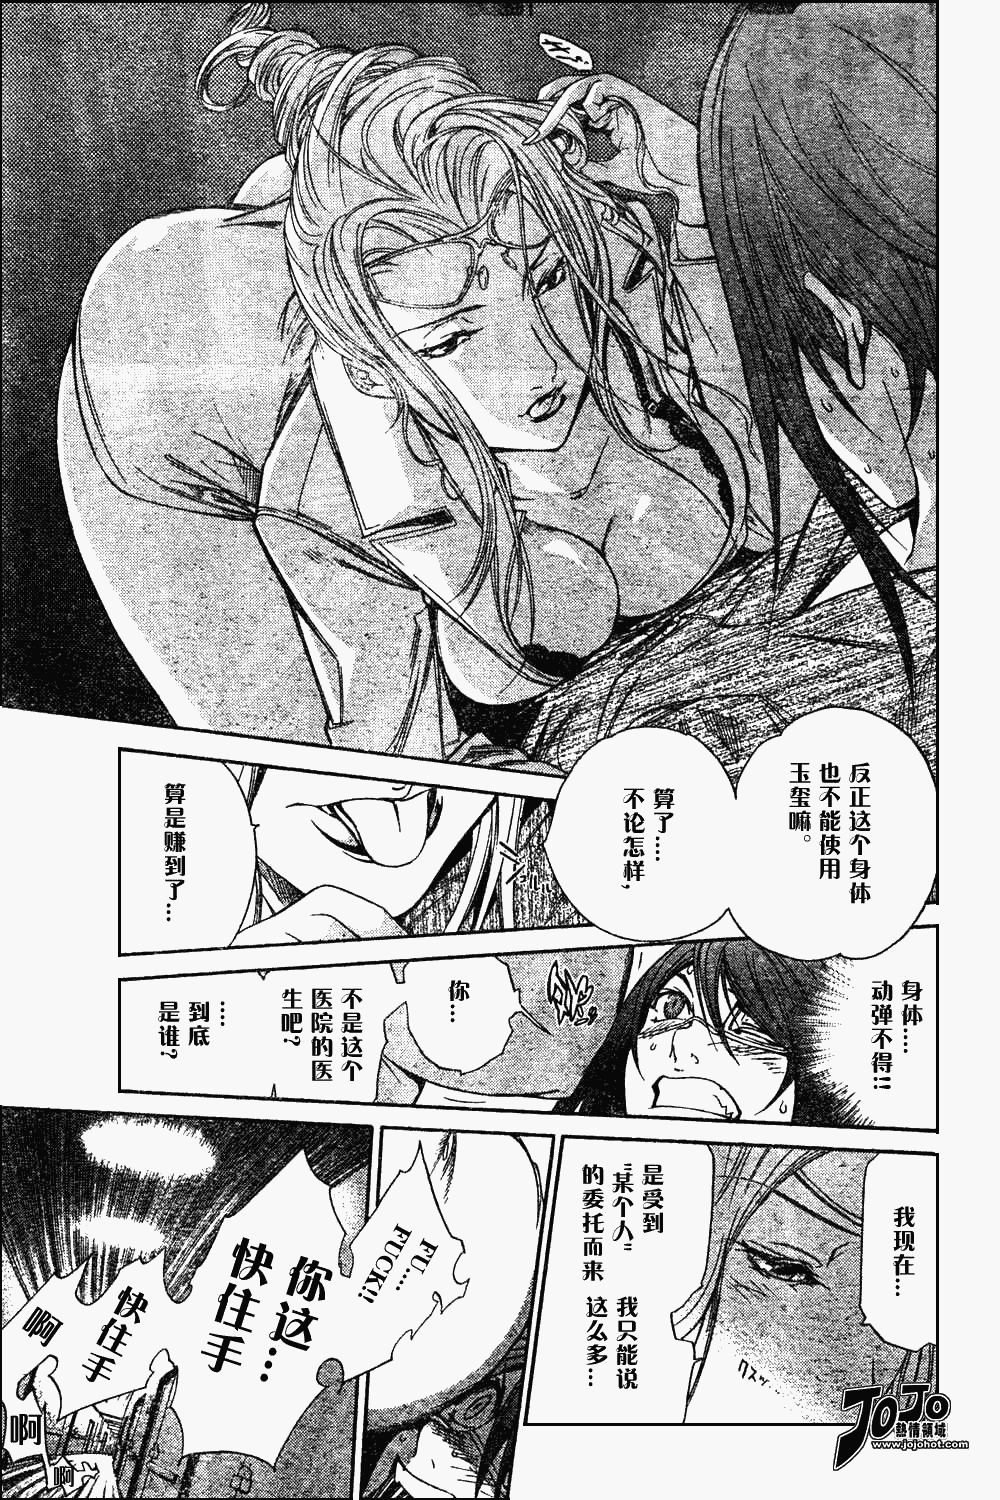 反正这个身体
也不能使用
玉玺嘛。
算了....
不论怎样,
算是赚到了...
身体....
动弹不得!!
你...
不是这个
医院的医
生吧?
....
到底
是谁?
我现在...
是受到
"某个人"
的委托而来
我只能说
这么多...
クスッ
FU....
FUCK!!
你这...
快住手
快住手
啊
啊
啊
JOJO
熱情領域
www.jojohot.com